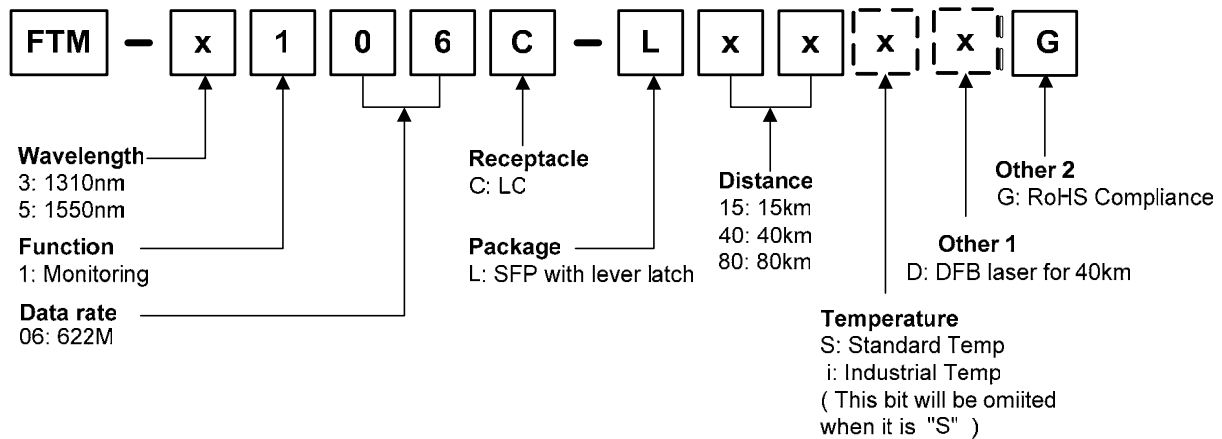 FTM - x 1 0 6 C - L x x x x G
Wavelength
3: 1310nm
5: 1550nm
Function
1: Monitoring
Data rate
06: 622M
Receptacle
C: LC
Package
L: SFP with lever latch
Distance
15: 15km
40: 40km
80: 80km
Other 2
G: RoHS Compliance
Other 1
D: DFB laser for 40km
Temperature
S: Standard Temp
i: Industrial Temp
( This bit will be omiited
when it is "S" )